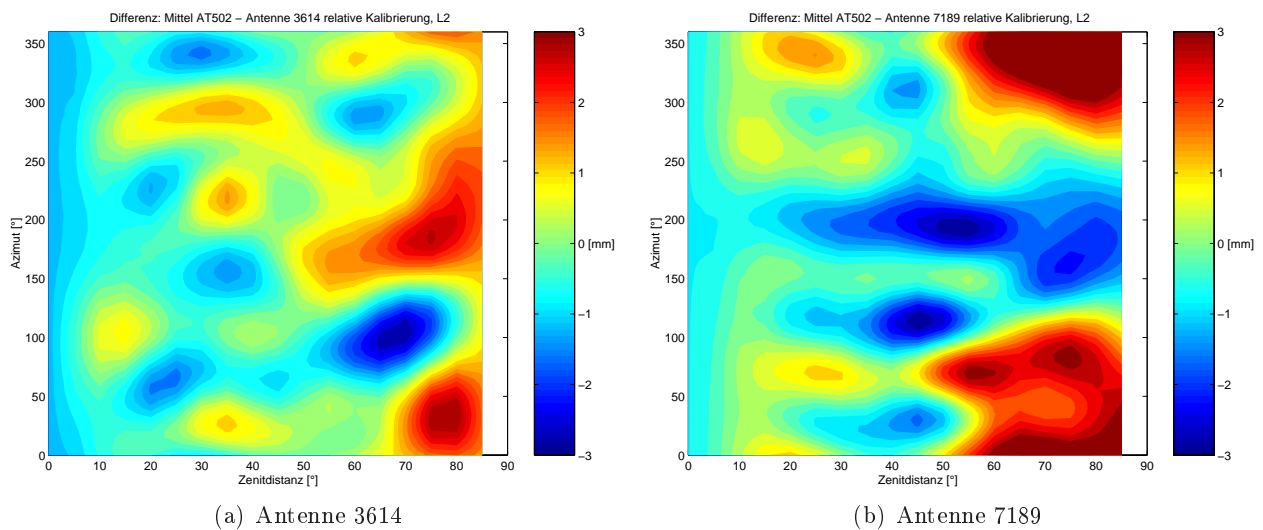 Differenz: Mittel AT502 − Antenne 3614 relative Kalibrierung, L2
Azimut [°]
350
300
250
200
150
100
50
0
0 10 20 30 40 50 60 70 80 90
Zenitdistanz [°]
3
2
1
0 [mm]
−1
−2
−3
(a) Antenne 3614
Differenz: Mittel AT502 − Antenne 7189 relative Kalibrierung, L2
Azimut [°]
350
300
250
200
150
100
50
0
0 10 20 30 40 50 60 70 80 90
Zenitdistanz [°]
3
2
1
0 [mm]
−1
−2
−3
(b) Antenne 7189